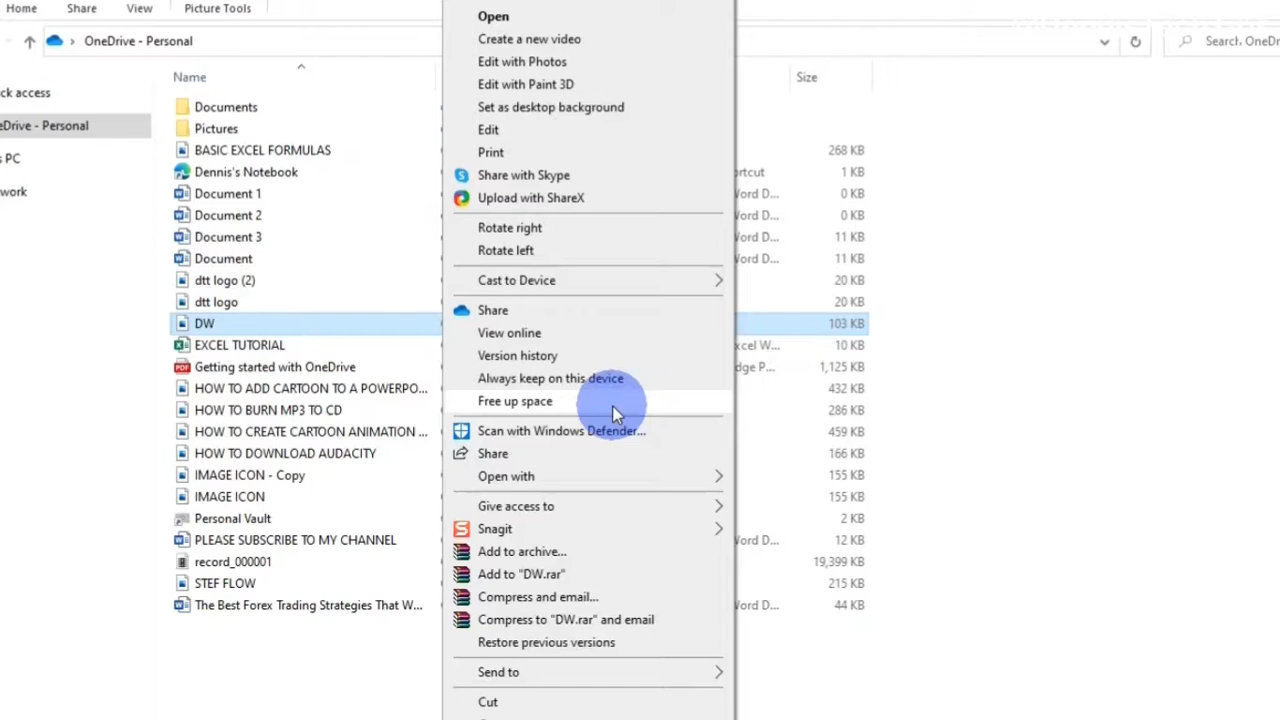 Home Share View Picture Tools
OneDrive - Personal
Search OneDr
Name Size
ck access
eDrive - Personal
s PC
work
Documents
Pictures
BASIC EXCEL FORMULAS 268 KB
Dennis's Notebook rtcut 1 KB
Document 1 Word D... 0 KB
Document 2 Word D... 0 KB
Document 3 Word D... 11 KB
Document Word D... 11 KB
dtt logo (2) 20 KB
dtt logo 20 KB
DW 103 KB
EXCEL TUTORIAL xcel W... 10 KB
Getting started with OneDrive dge P... 1,125 KB
HOW TO ADD CARTOON TO A POWERPO... 432 KB
HOW TO BURN MP3 TO CD 286 KB
HOW TO CREATE CARTOON ANIMATION ... 459 KB
HOW TO DOWNLOAD AUDACITY 166 KB
IMAGE ICON - Copy 155 KB
IMAGE ICON 155 KB
Personal Vault 2 KB
PLEASE SUBSCRIBE TO MY CHANNEL Word D... 12 KB
record_000001 19,399 KB
STEF FLOW 215 KB
The Best Forex Trading Strategies That W... Word D... 44 KB
Open
Create a new video
Edit with Photos
Edit with Paint 3D
Set as desktop background
Edit
Print
Share with Skype
Upload with ShareX
Rotate right
Rotate left
Cast to Device
Share
View online
Version history
Always keep on this device
Free up space
Scan with Windows Defender...
Share
Open with
Give access to
Snagit
Add to archive...
Add to "DW.rar"
Compress and email...
Compress to "DW.rar" and email
Restore previous versions
Send to
Cut